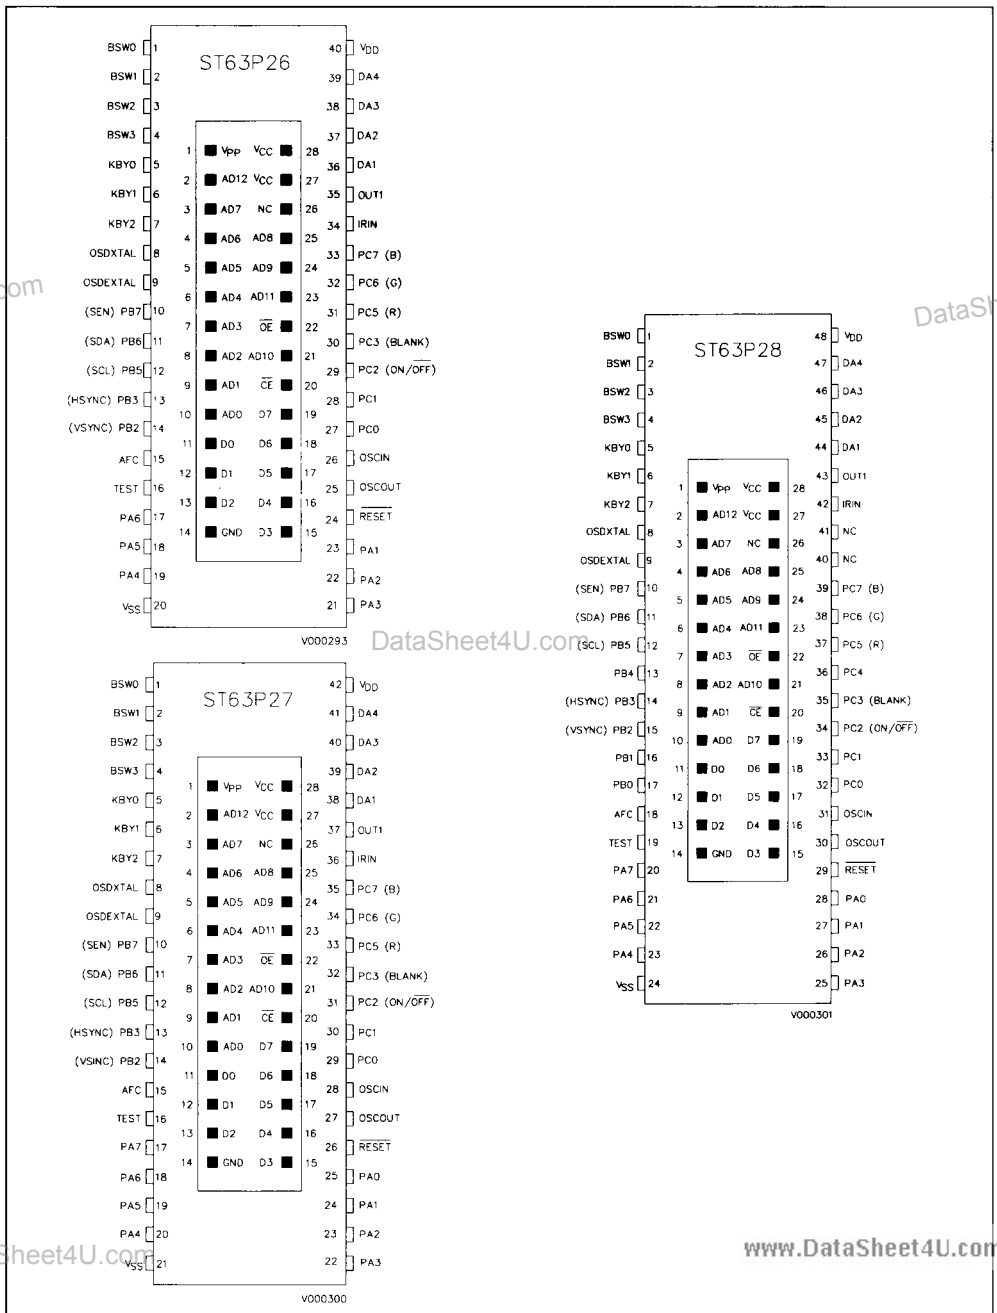 ST63P26
BSW0 1 40 VDD
BSW1 2 39 DA4
BSW2 3 38 DA3
BSW3 4 37 DA2
KBY0 5 36 DA1
KBY1 6 35 OUT1
KBY2 7 34 IRIN
OSDXTAL 8 33 PC7 (B)
OSDEXTAL 9 32 PC6 (G)
(SEN) PB7 10 31 PC5 (R)
(SDA) PB6 11 30 PC3 (BLANK)
(SCL) PB5 12 29 PC2 (ON/OFF)
(HSYNC) PB3 13 28 PC1
(VSYNC) PB2 14 27 PC0
AFC 15 26 OSCIN
TEST 16 25 OSCOUT
PA6 17 24 RESET
PA5 18 23 PA1
PA4 19 22 PA2
VSS 20 21 PA3
1 VPP VCC 28
2 AD12 VCC 27
3 AD7 NC 26
4 AD6 AD8 25
5 AD5 AD9 24
6 AD4 AD11 23
7 AD3 OE 22
8 AD2 AD10 21
9 AD1 CE 20
10 AD0 D7 19
11 D0 D6 18
12 D1 D5 17
13 D2 D4 16
14 GND D3 15
V000293
ST63P27
BSW0 1 42 VDD
BSW1 2 41 DA4
BSW2 3 40 DA3
BSW3 4 39 DA2
KBY0 5 38 DA1
KBY1 6 37 OUT1
KBY2 7 36 IRIN
OSDXTAL 8 35 PC7 (B)
OSDEXTAL 9 34 PC6 (G)
(SEN) PB7 10 33 PC5 (R)
(SDA) PB6 11 32 PC3 (BLANK)
(SCL) PB5 12 31 PC2 (ON/OFF)
(HSYNC) PB3 13 30 PC1
(VSINC) PB2 14 29 PC0
AFC 15 28 OSCIN
TEST 16 27 OSCOUT
PA7 17 26 RESET
PA6 18 25 PA0
PA5 19 24 PA1
PA4 20 23 PA2
VSS 21 22 PA3
1 VPP VCC 28
2 AD12 VCC 27
3 AD7 NC 26
4 AD6 AD8 25
5 AD5 AD9 24
6 AD4 AD11 23
7 AD3 OE 22
8 AD2 AD10 21
9 AD1 CE 20
10 AD0 D7 19
11 D0 D6 18
12 D1 D5 17
13 D2 D4 16
14 GND D3 15
V000300
ST63P28
BSW0 1 48 VDD
BSW1 2 47 DA4
BSW2 3 46 DA3
BSW3 4 45 DA2
KBY0 5 44 DA1
KBY1 6 43 OUT1
KBY2 7 42 IRIN
OSDXTAL 8 41 NC
OSDEXTAL 9 40 NC
(SEN) PB7 10 39 PC7 (B)
(SDA) PB6 11 38 PC6 (G)
(SCL) PB5 12 37 PC5 (R)
PB4 13 36 PC4
(HSYNC) PB3 14 35 PC3 (BLANK)
(VSYNC) PB2 15 34 PC2 (ON/OFF)
PB1 16 33 PC1
PB0 17 32 PC0
AFC 18 31 OSCIN
TEST 19 30 OSCOUT
PA7 20 29 RESET
PA6 21 28 PA0
PA5 22 27 PA1
PA4 23 26 PA2
VSS 24 25 PA3
1 VPP VCC 28
2 AD12 VCC 27
3 AD7 NC 26
4 AD6 AD8 25
5 AD5 AD9 24
6 AD4 AD11 23
7 AD3 OE 22
8 AD2 AD10 21
9 AD1 CE 20
10 AD0 D7 19
11 D0 D6 18
12 D1 D5 17
13 D2 D4 16
14 GND D3 15
V000301
com
DataSh
DataSheet4U.com
Sheet4U.com
www.DataSheet4U.com